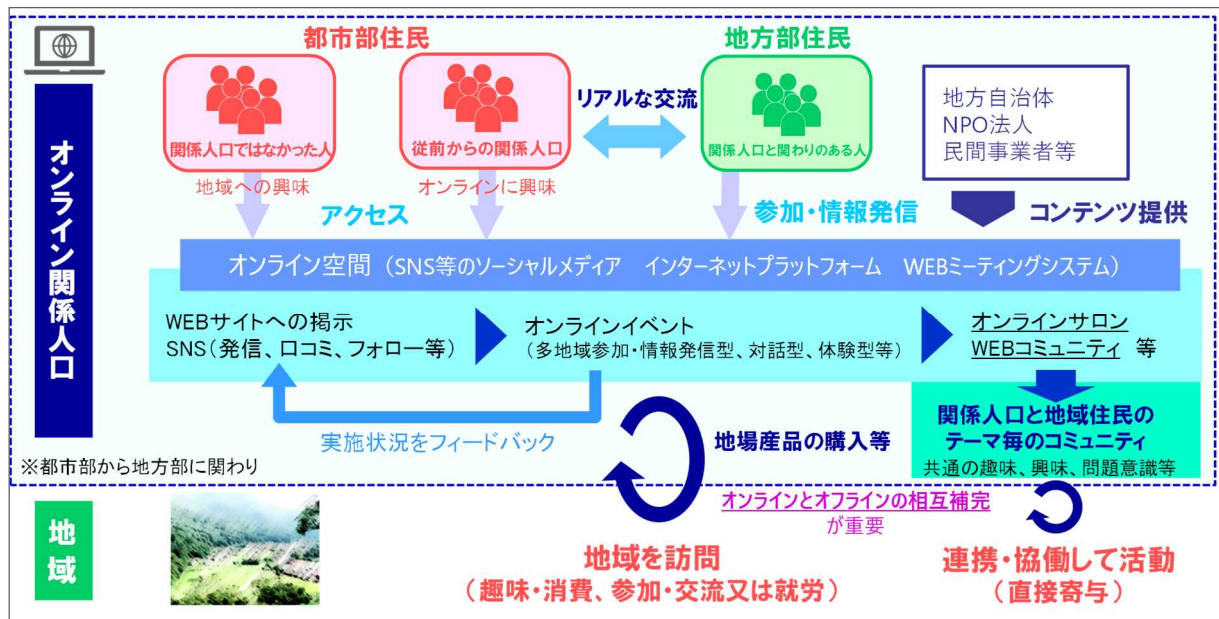 都市部住民
地方部住民
オンライン関係人口
関係人口ではなかった人
従前からの関係人口
リアルな交流
関係人口と関わりのある人
地方自治体
NPO法人
民間事業者等
地域への興味
オンラインに興味
アクセス
参加・情報発信
コンテンツ提供
オンライン空間（SNS等のソーシャルメディア　インターネットプラットフォーム　WEBミーティングシステム）
WEBサイトへの掲示
SNS（発信、口コミ、フォロー等）
オンラインイベント
（多地域参加・情報発信型、対話型、体験型等）
オンラインサロン
WEBコミュニティ 等
実施状況をフィードバック
地場産品の購入等
関係人口と地域住民の
テーマ毎のコミュニティ
共通の趣味、興味、問題意識等
※都市部から地方部に関わり
オンラインとオフラインの相互補完
が重要
地域
地域を訪問
（趣味・消費、参加・交流又は就労）
連携・協働して活動
（直接寄与）